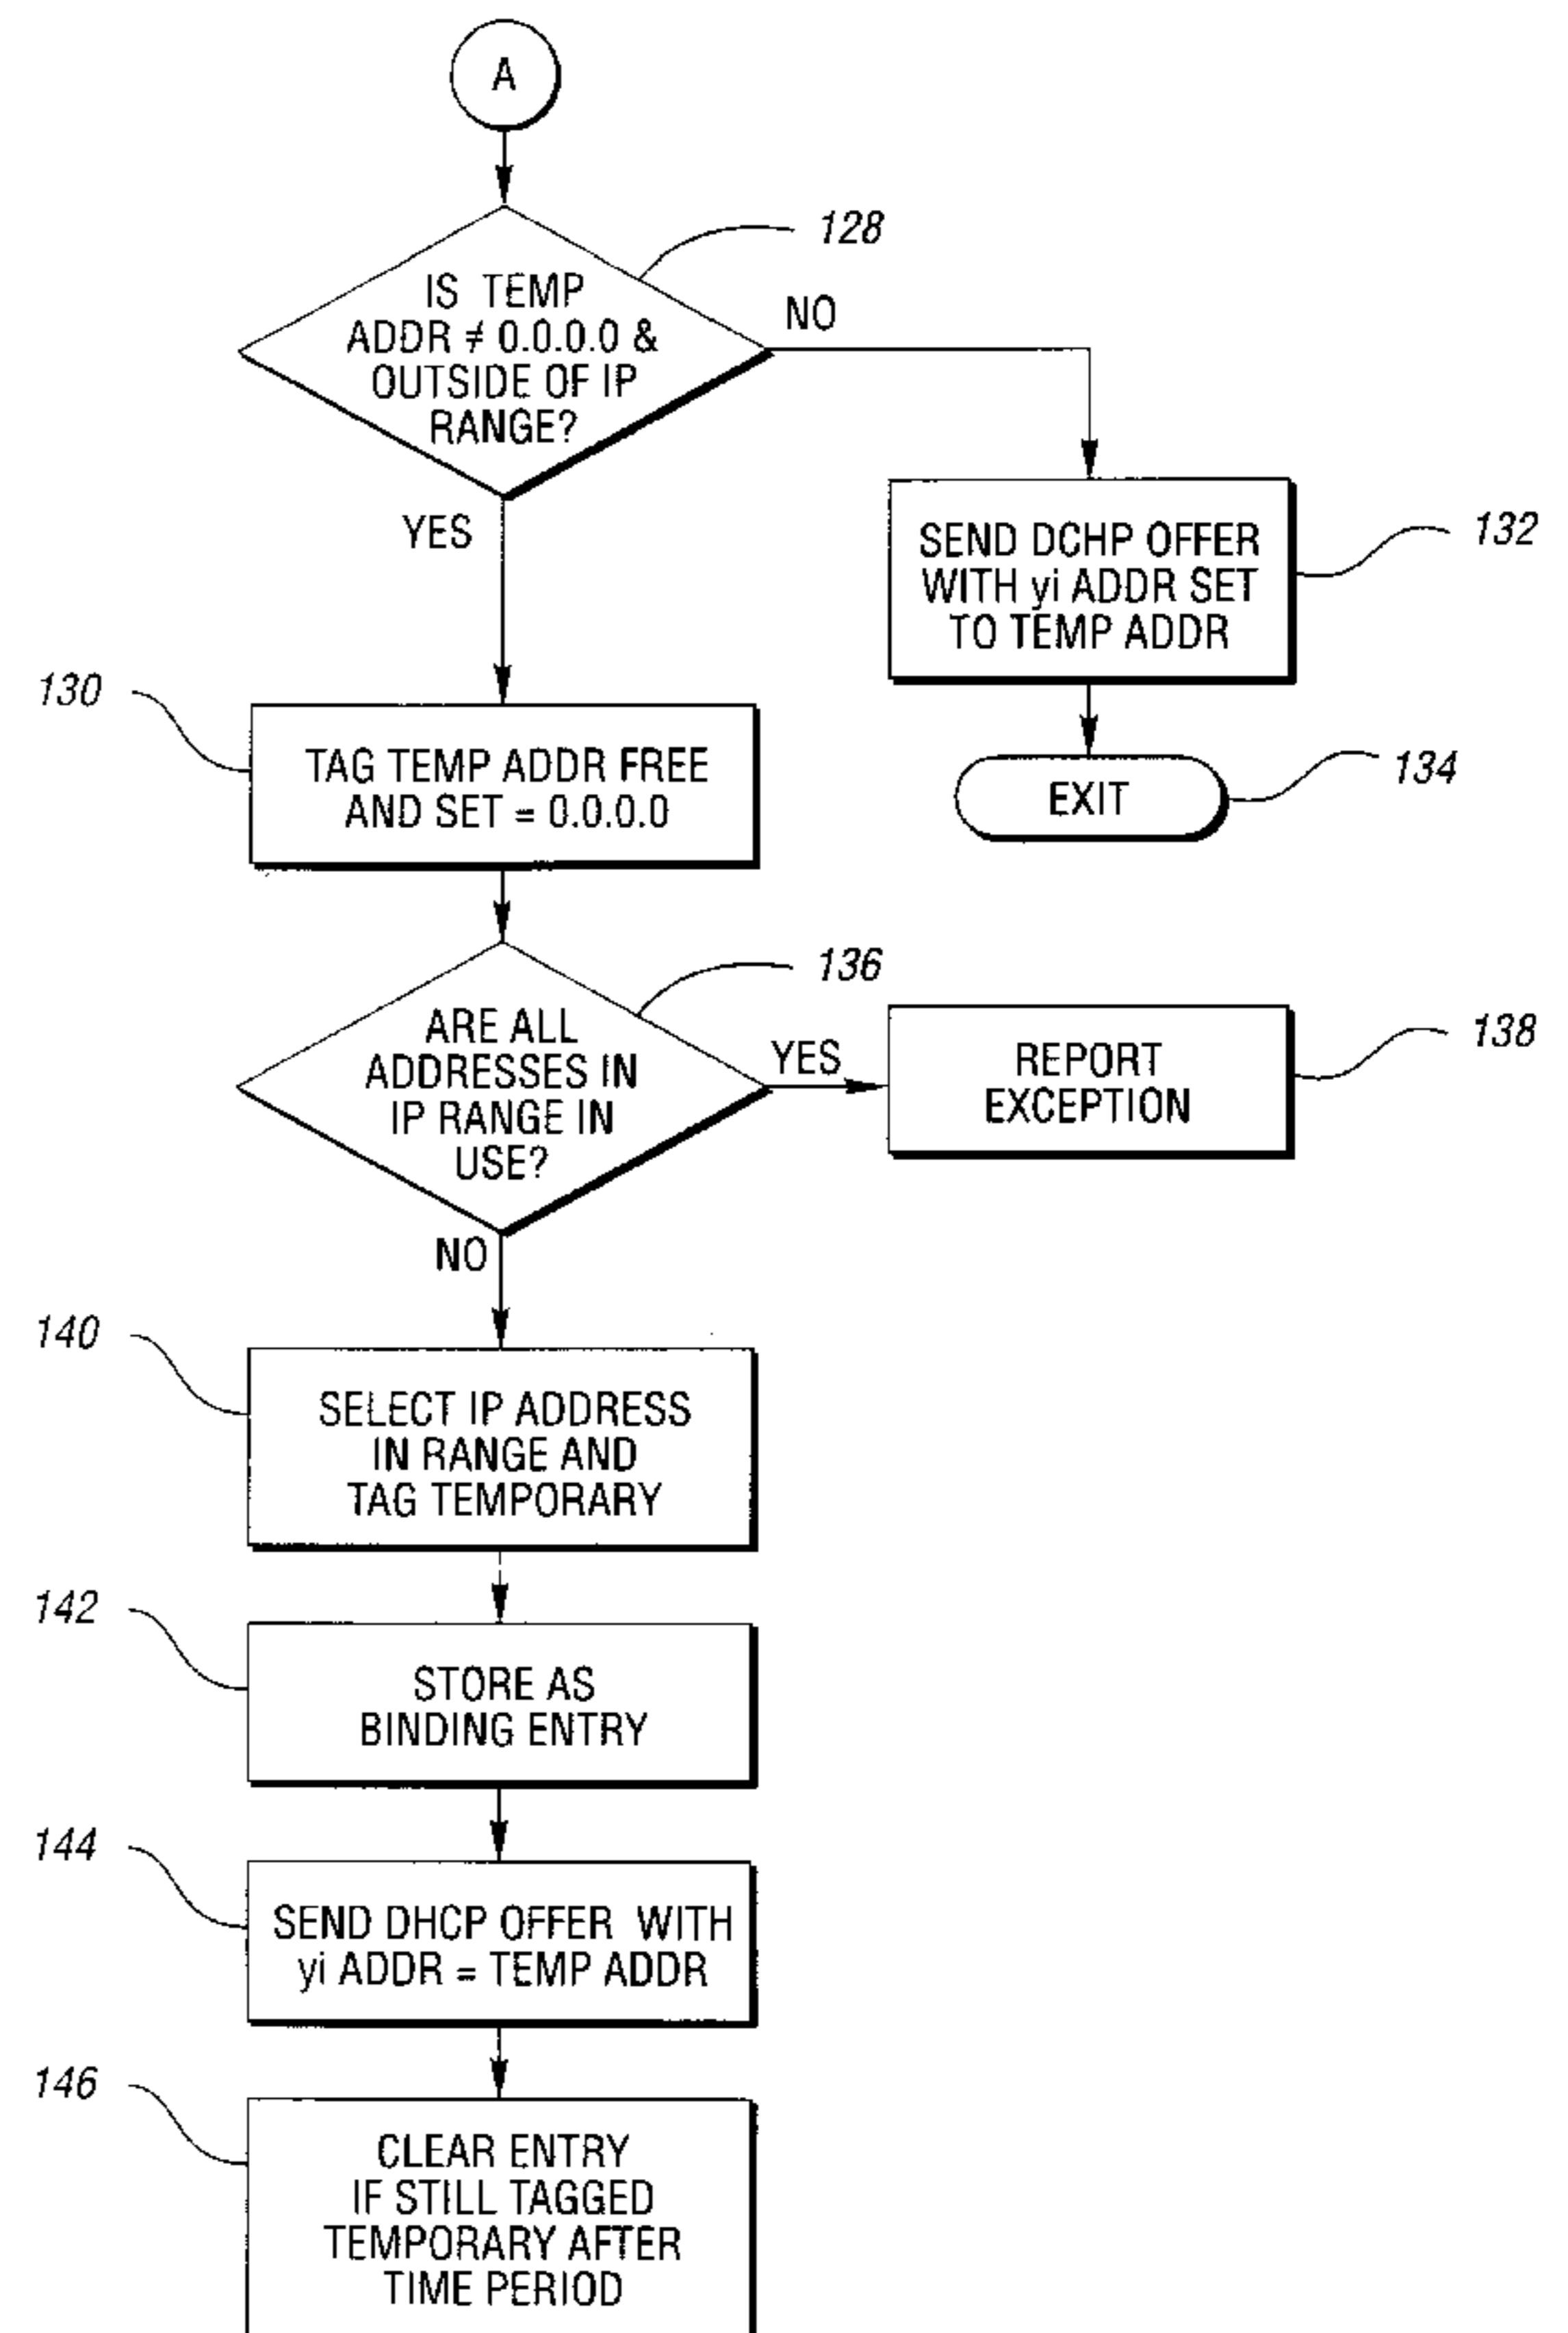 A
128
IS TEMP
ADDR ≠ 0.0.0.0 &
OUTSIDE OF IP
RANGE?
NO
YES
SEND DCHP OFFER
WITH yi ADDR SET
TO TEMP ADDR
132
130
TAG TEMP ADDR FREE
AND SET = 0.0.0.0
EXIT
134
136
ARE ALL
ADDRESSES IN
IP RANGE IN
USE?
YES
REPORT
EXCEPTION
138
NO
140
SELECT IP ADDRESS
IN RANGE AND
TAG TEMPORARY
142
STORE AS
BINDING ENTRY
144
SEND DHCP OFFER WITH
yi ADDR = TEMP ADDR
146
CLEAR ENTRY
IF STILL TAGGED
TEMPORARY AFTER
TIME PERIOD